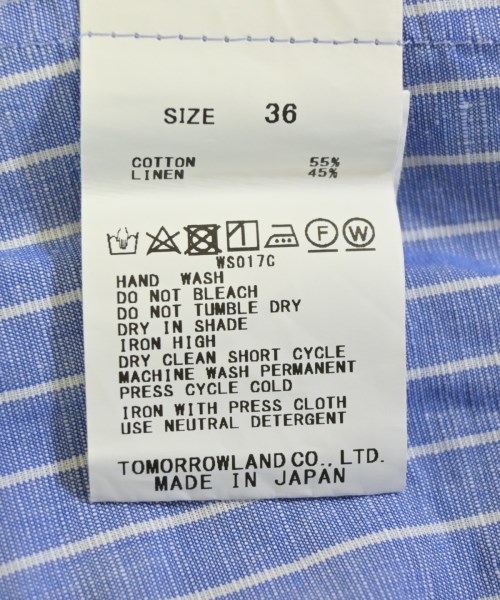 SIZE 36
COTTON 55%
LINEN 45%
F W
WS017C
HAND WASH
DO NOT BLEACH
DO NOT TUMBLE DRY
DRY IN SHADE
IRON HIGH
DRY CLEAN SHORT CYCLE
MACHINE WASH PERMANENT
PRESS CYCLE COLD
IRON WITH PRESS CLOTH
USE NEUTRAL DETERGENT
TOMORROWLAND CO., LTD.
MADE IN JAPAN